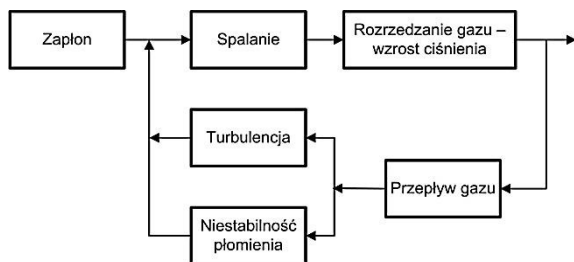 Zapłon
Spalanie
Rozrzedzanie gazu –
wzrost ciśnienia
Turbulencja
Przepływ gazu
Niestabilność
płomienia